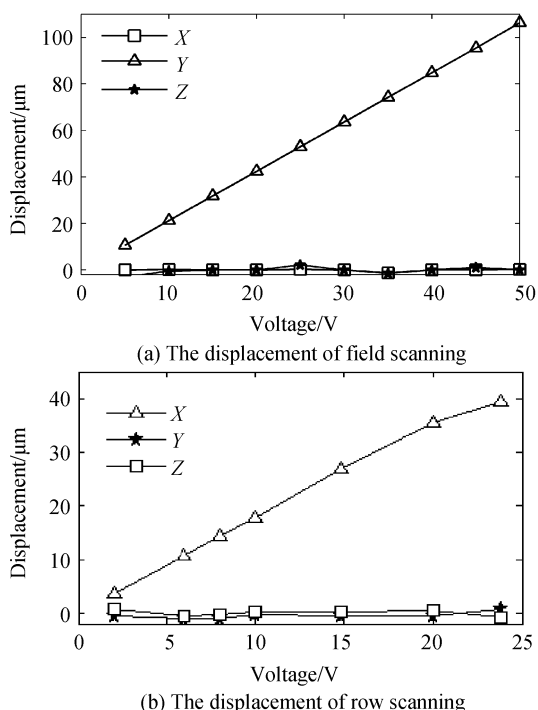 100
80
60
40
20
0
Displacement/μm
X
Y
Z
0 10 20 30 40 50
Voltage/V
(a) The displacement of field scanning
40
30
20
10
0
Displacement/μm
X
Y
Z
0 5 10 15 20 25
Voltage/V
(b) The displacement of row scanning